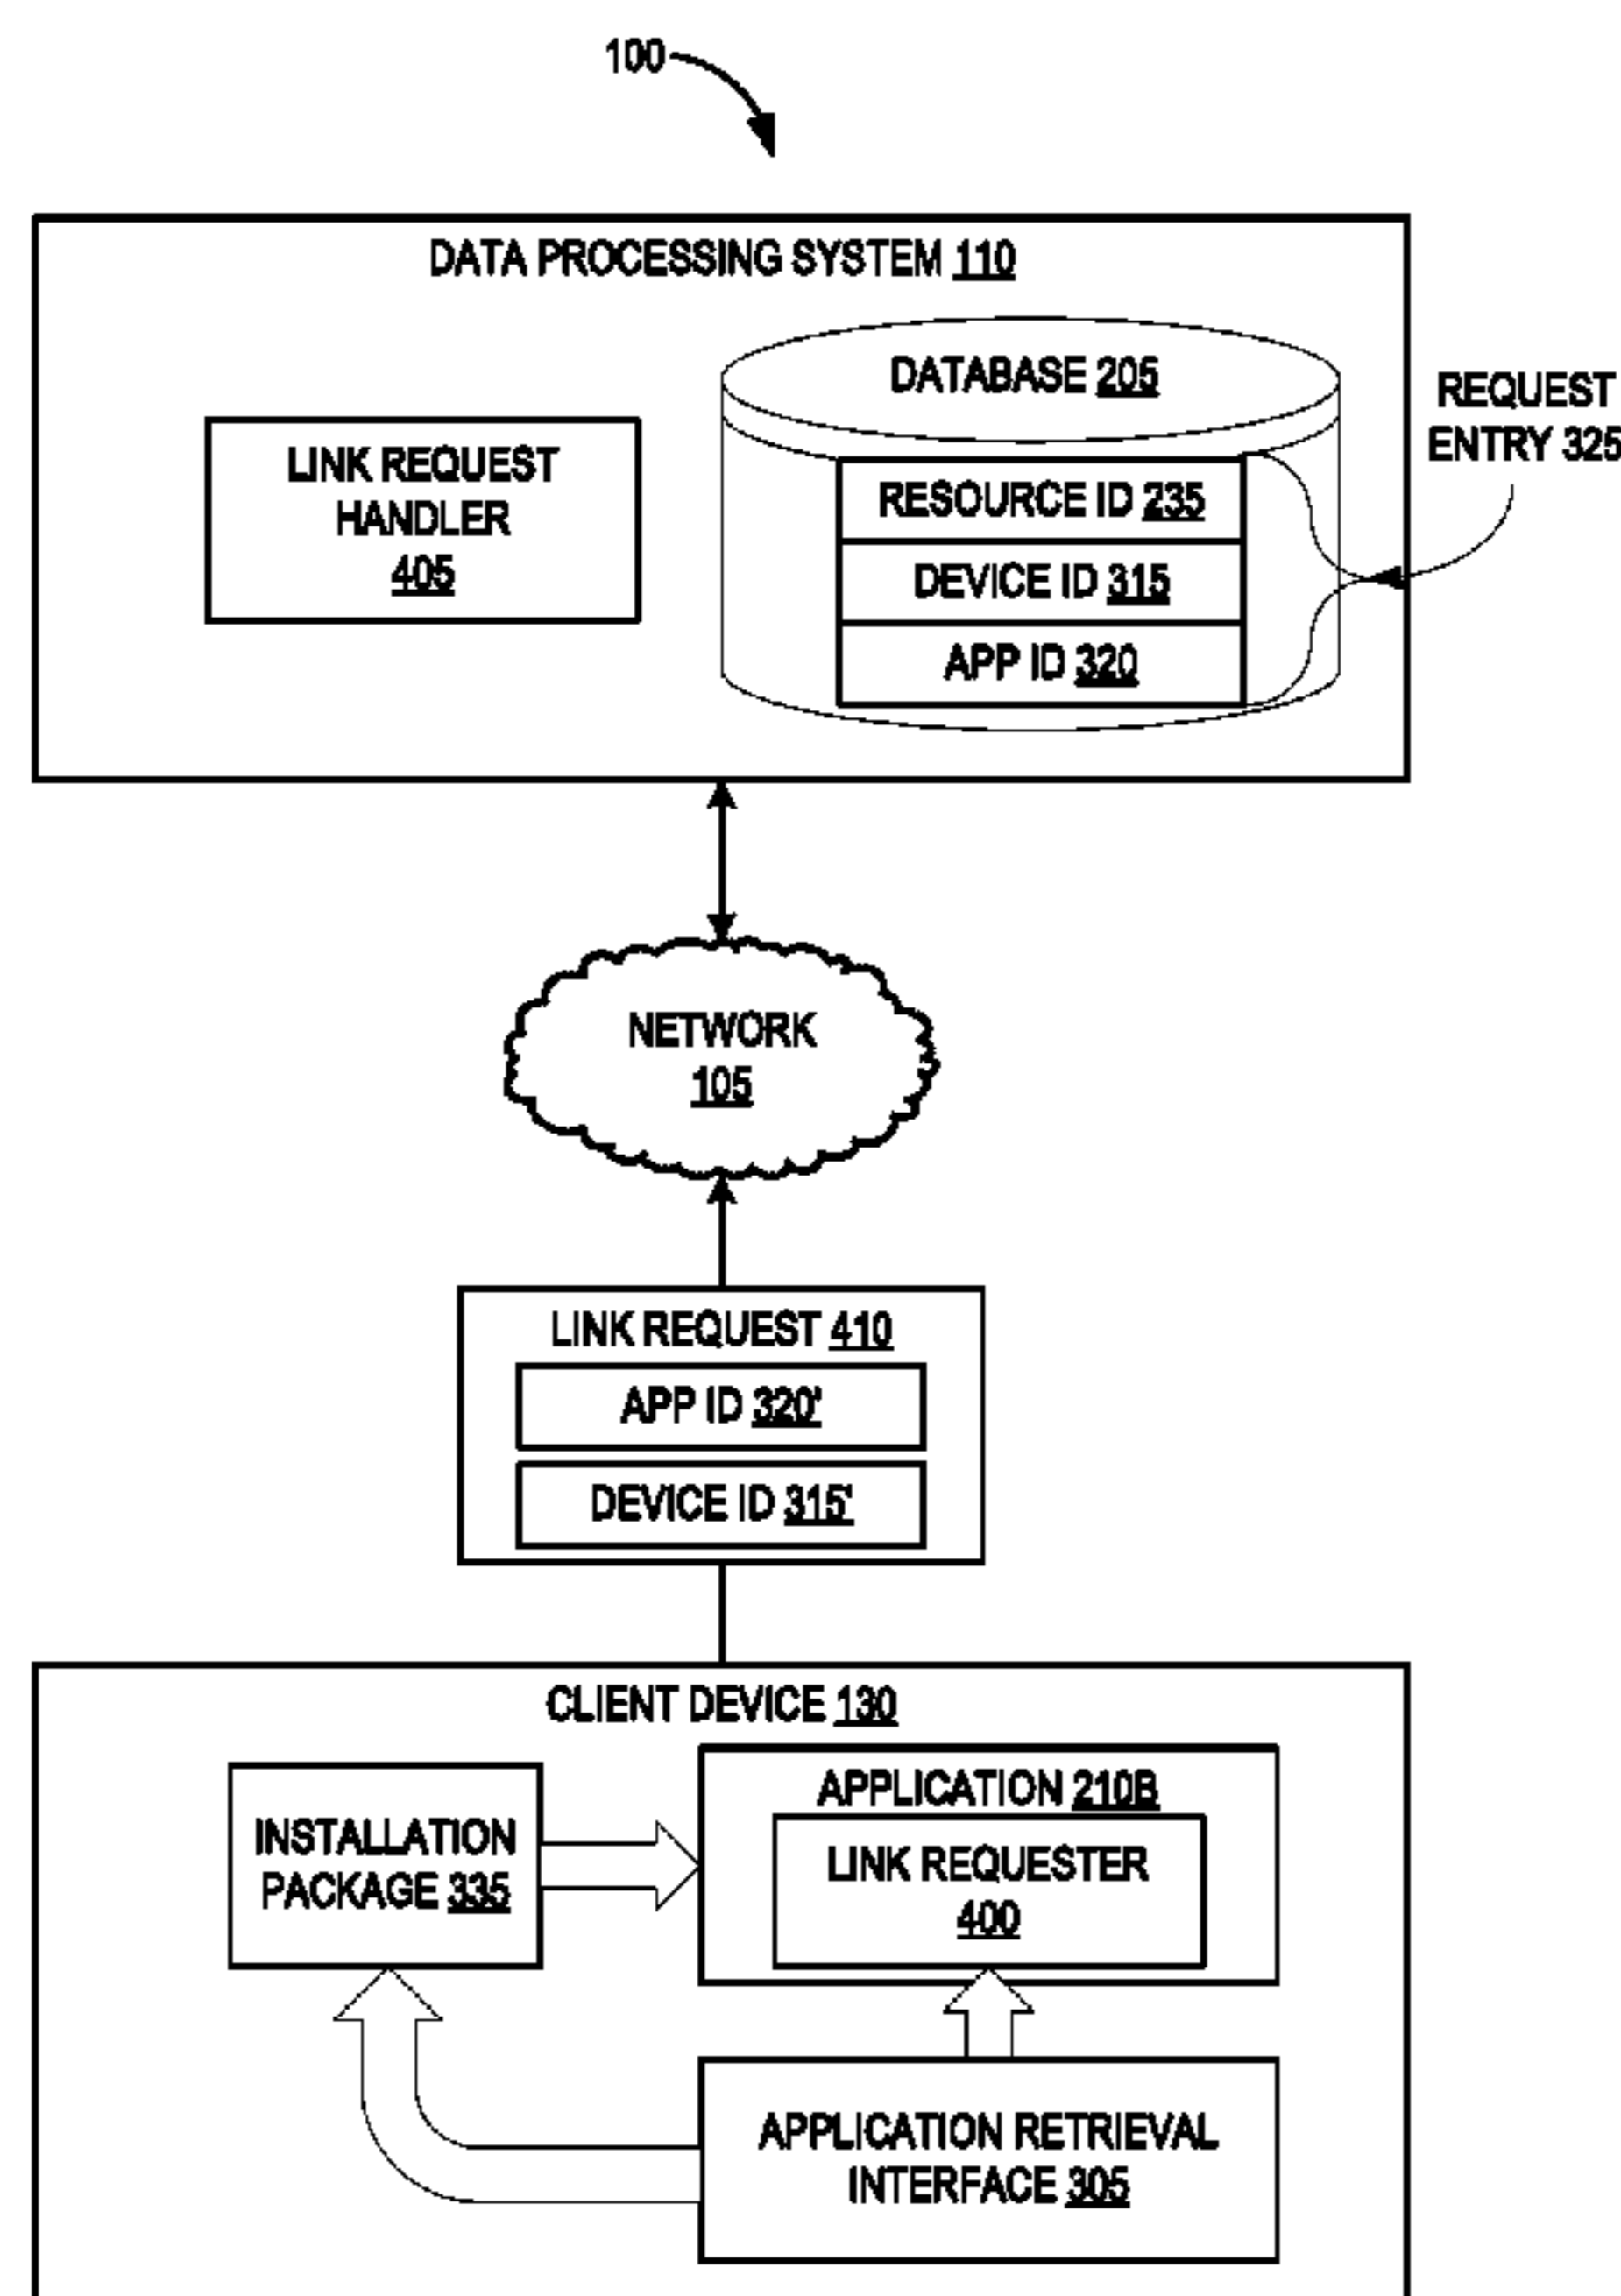 100
DATA PROCESSING SYSTEM 110
DATABASE 205
REQUEST
ENTRY 325
LINK REQUEST
HANDLER
405
RESOURCE ID 235
DEVICE ID 315
APP ID 320
NETWORK
105
LINK REQUEST 410
APP ID 320'
DEVICE ID 315'
CLIENT DEVICE 130
INSTALLATION
PACKAGE 335
APPLICATION 210B
LINK REQUESTER
400
APPLICATION RETRIEVAL
INTERFACE 305